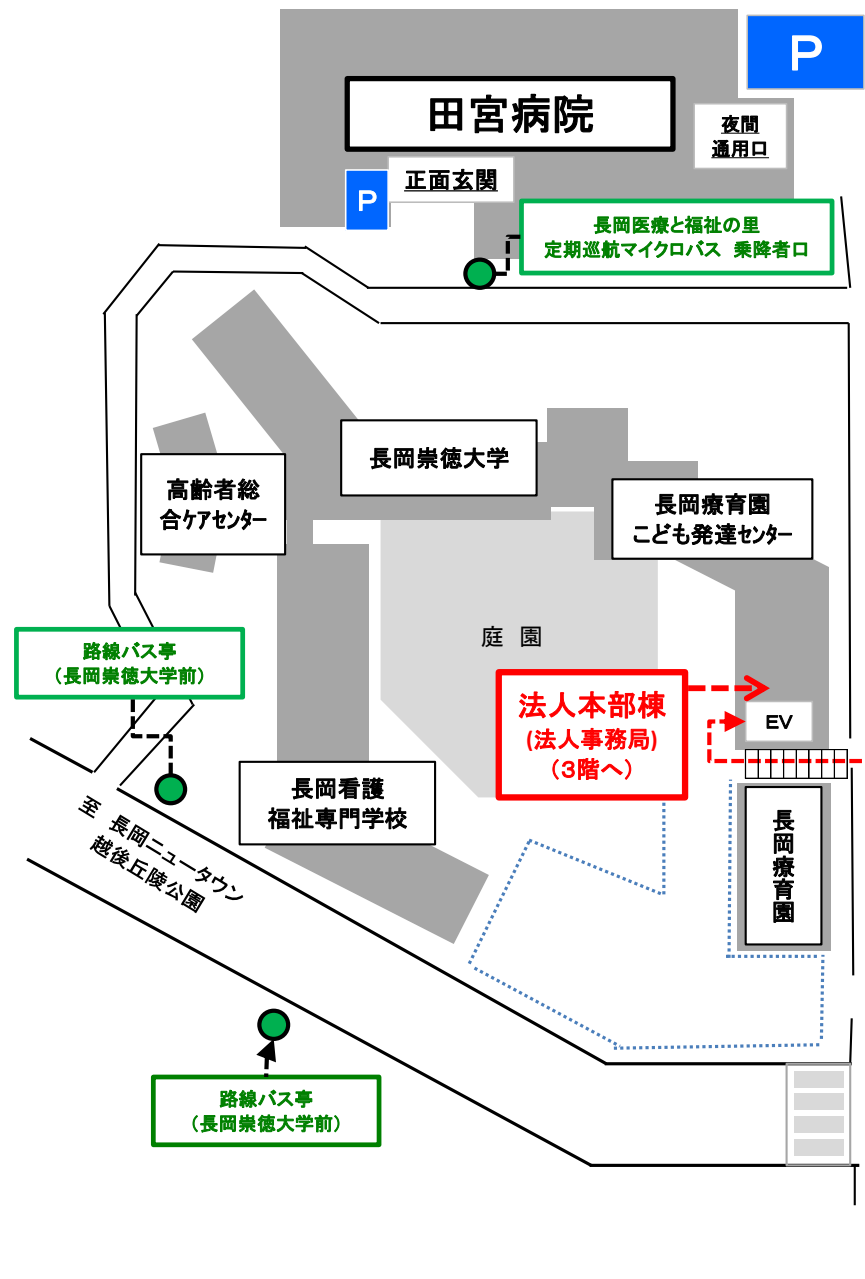 P
田宮病院
夜間
通用口
正面玄関
P
長岡医療と福祉の里
定期巡航マイクロバス 乗降者口
長岡崇徳大学
高齢者総
合ケアセンター
長岡療育園
こども発達センター
庭 園
路線バス亭
（長岡崇徳大学前）
法人本部棟
(法人事務局)
（３階へ）
EV
長岡看護
福祉専門学校
長岡療育園
至 長岡ニュータウン
越後丘陵公園
路線バス亭
（長岡崇徳大学前）